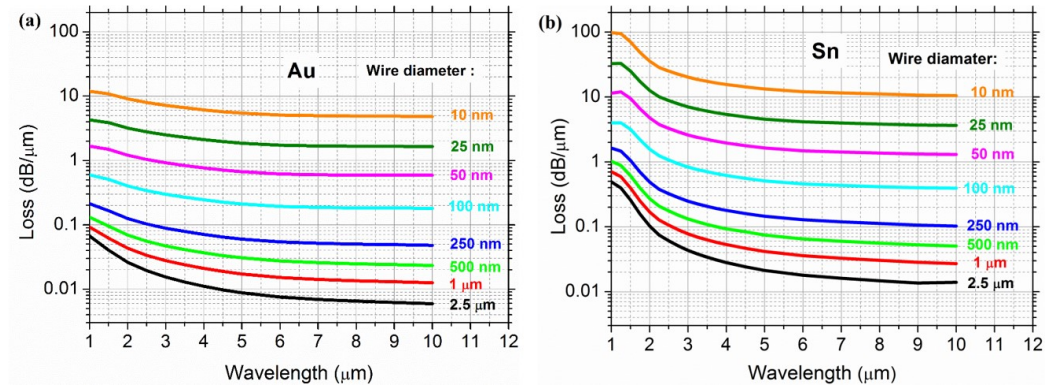 (a)
Au
Wire diameter :
100
10
1
0.1
0.01
Loss (dB/μm)
10 nm
25 nm
50 nm
100 nm
250 nm
500 nm
1 μm
2.5 μm
1 2 3 4 5 6 7 8 9 10 11 12
Wavelength (μm)
(b)
Sn
Wire diamater:
100
10
1
0.1
0.01
Loss (dB/μm)
10 nm
25 nm
50 nm
100 nm
250 nm
500 nm
1 μm
2.5 μm
1 2 3 4 5 6 7 8 9 10 11 12
Wavelength (μm)